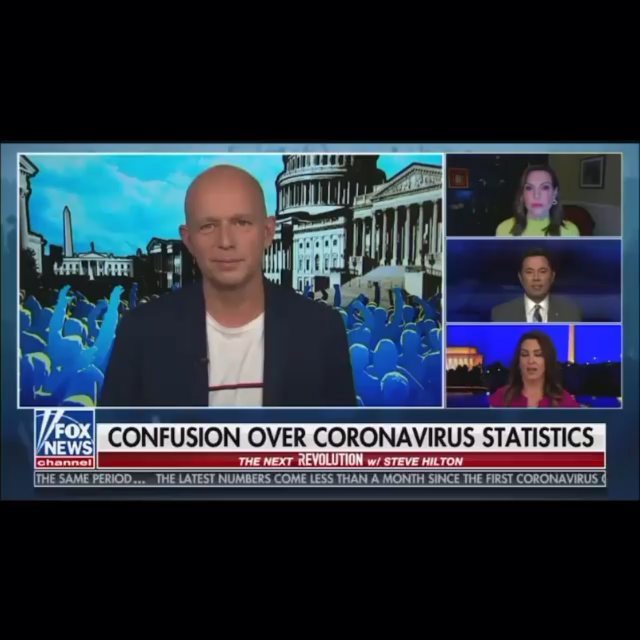 FOX
NEWS
channel
CONFUSION OVER CORONAVIRUS STATISTICS
THE NEXT REVOLUTION w/ STEVE HILTON
THE SAME PERIOD... THE LATEST NUMBERS COME LESS THAN A MONTH SINCE THE FIRST CORONAVIRUS